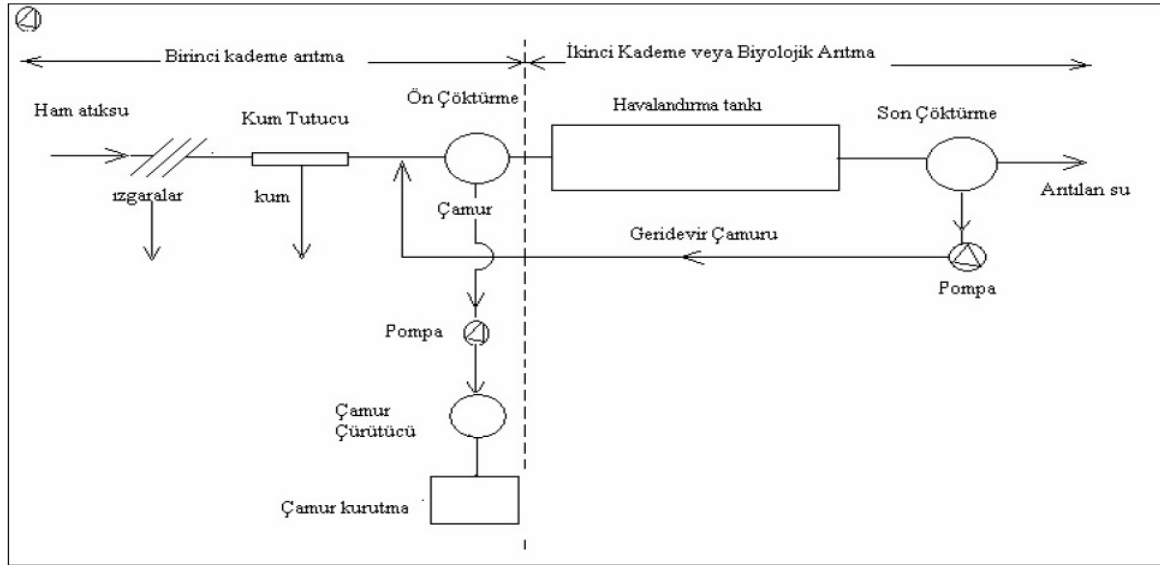 Birinci kademe arıtma
İkinci Kademe veya Biyolojik Arıtma
Ham atıksu
Kum Tutucu
Ön Çöktürme
Havalandırma tankı
Son Çöktürme
ızgaralar
kum
Çamur
Arıtılan su
Geridevir Çamuru
Pompa
Pompa
Çamur
Çürütücü
Çamur kurutma